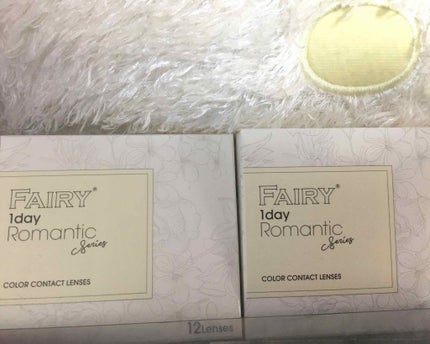 FAIRY®
1day
Romantic
Series
COLOR CONTACT LENSES
12Lenses
FAIRY®
1day
Romantic
Series
COLOR CONTACT LENSES